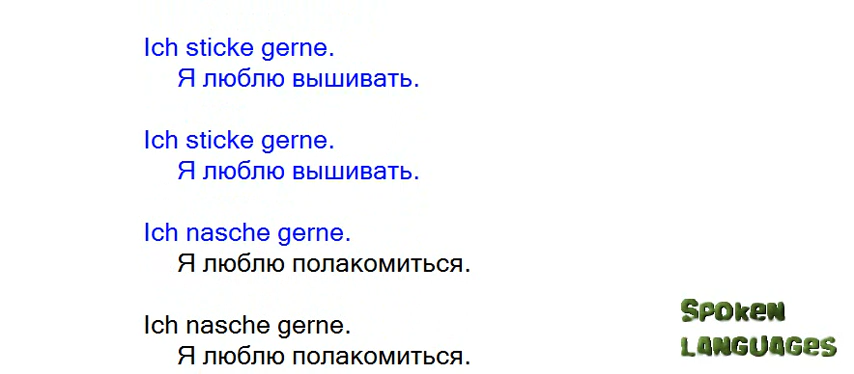 Ich sticke gerne.
Я люблю вышивать.
Ich sticke gerne.
Я люблю вышивать.
Ich nasche gerne.
Я люблю полакомиться.
Ich nasche gerne.
Я люблю полакомиться.
Spoken
Languages